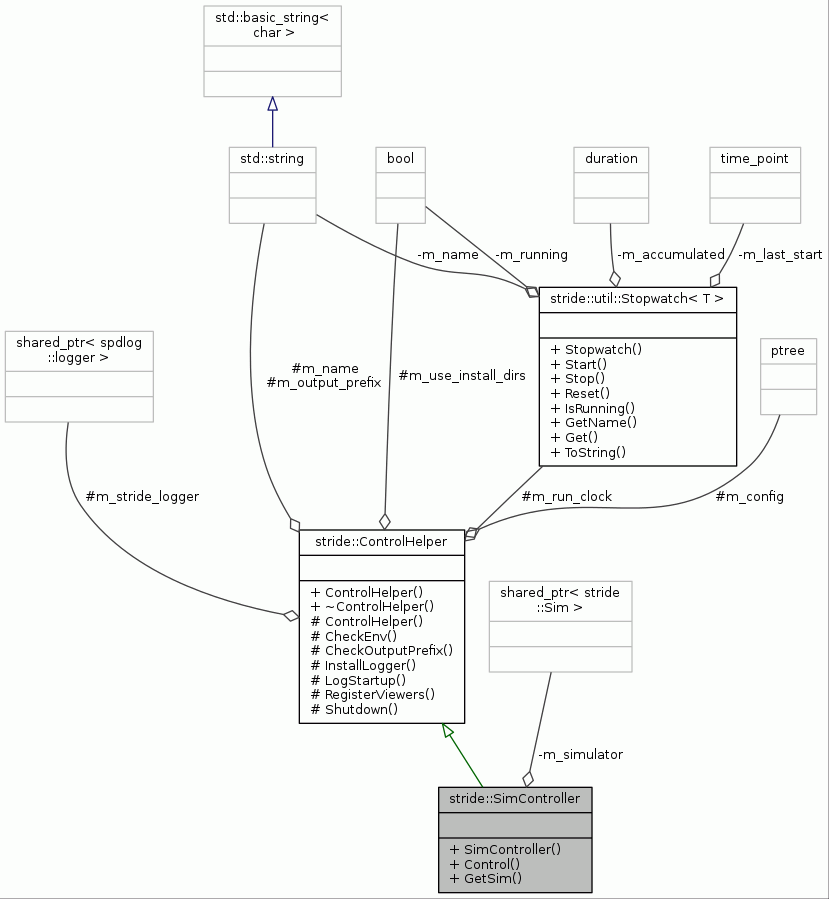 std::basic_string<
char >
std::string
bool
duration
time_point
-m_name
-m_running
-m_accumulated
-m_last_start
stride::util::Stopwatch< T >
+ Stopwatch()
+ Start()
+ Stop()
+ Reset()
+ IsRunning()
+ GetName()
+ Get()
+ ToString()
shared_ptr< spdlog
::logger >
ptree
#m_name
#m_output_prefix
#m_use_install_dirs
#m_stride_logger
#m_run_clock
#m_config
stride::ControlHelper
+ ControlHelper()
+ ~ControlHelper()
# ControlHelper()
# CheckEnv()
# CheckOutputPrefix()
# InstallLogger()
# LogStartup()
# RegisterViewers()
# Shutdown()
shared_ptr< stride
::Sim >
-m_simulator
stride::SimController
+ SimController()
+ Control()
+ GetSim()